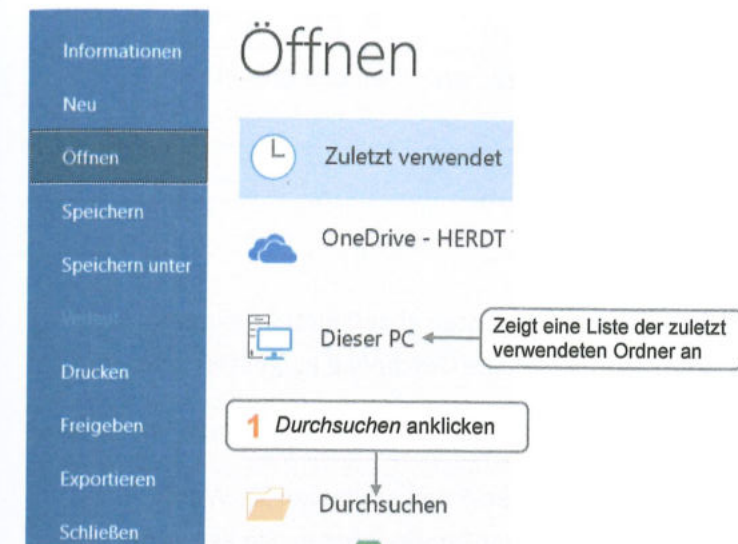 Informationen
Neu
Öffnen
Speichern
Speichern unter
Verlauf
Drucken
Freigeben
Exportieren
Schließen
Öffnen
Zuletzt verwendet
OneDrive - HERDT
Dieser PC
Zeigt eine Liste der zuletzt
verwendeten Ordner an
1 Durchsuchen anklicken
Durchsuchen